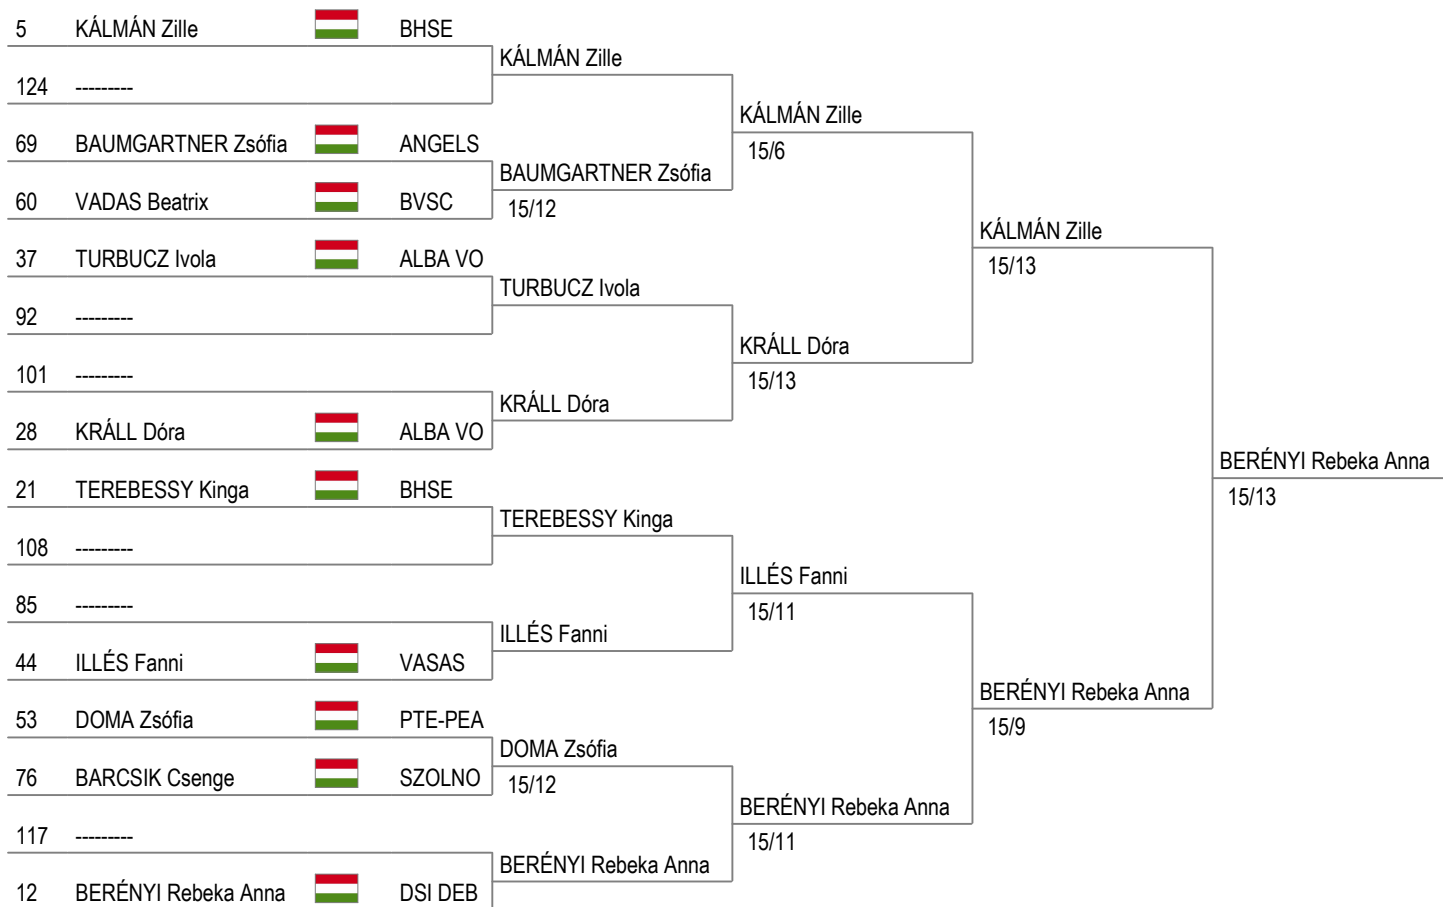 5 KÁLMÁN Zille BHSE
124 ---------
69 BAUMGARTNER Zsófia ANGELS
60 VADAS Beatrix BVSC
37 TURBUCZ Ivola ALBA VO
92 ---------
101 ---------
28 KRÁLL Dóra ALBA VO
21 TEREBESSY Kinga BHSE
108 ---------
85 ---------
44 ILLÉS Fanni VASAS
53 DOMA Zsófia PTE-PEA
76 BARCSIK Csenge SZOLNO
117 ---------
12 BERÉNYI Rebeka Anna DSI DEB
KÁLMÁN Zille
BAUMGARTNER Zsófia
15/12
TURBUCZ Ivola
KRÁLL Dóra
TEREBESSY Kinga
ILLÉS Fanni
DOMA Zsófia
15/12
BERÉNYI Rebeka Anna
KÁLMÁN Zille
15/6
KRÁLL Dóra
15/13
ILLÉS Fanni
15/11
BERÉNYI Rebeka Anna
15/11
KÁLMÁN Zille
15/13
BERÉNYI Rebeka Anna
15/9
BERÉNYI Rebeka Anna
15/13